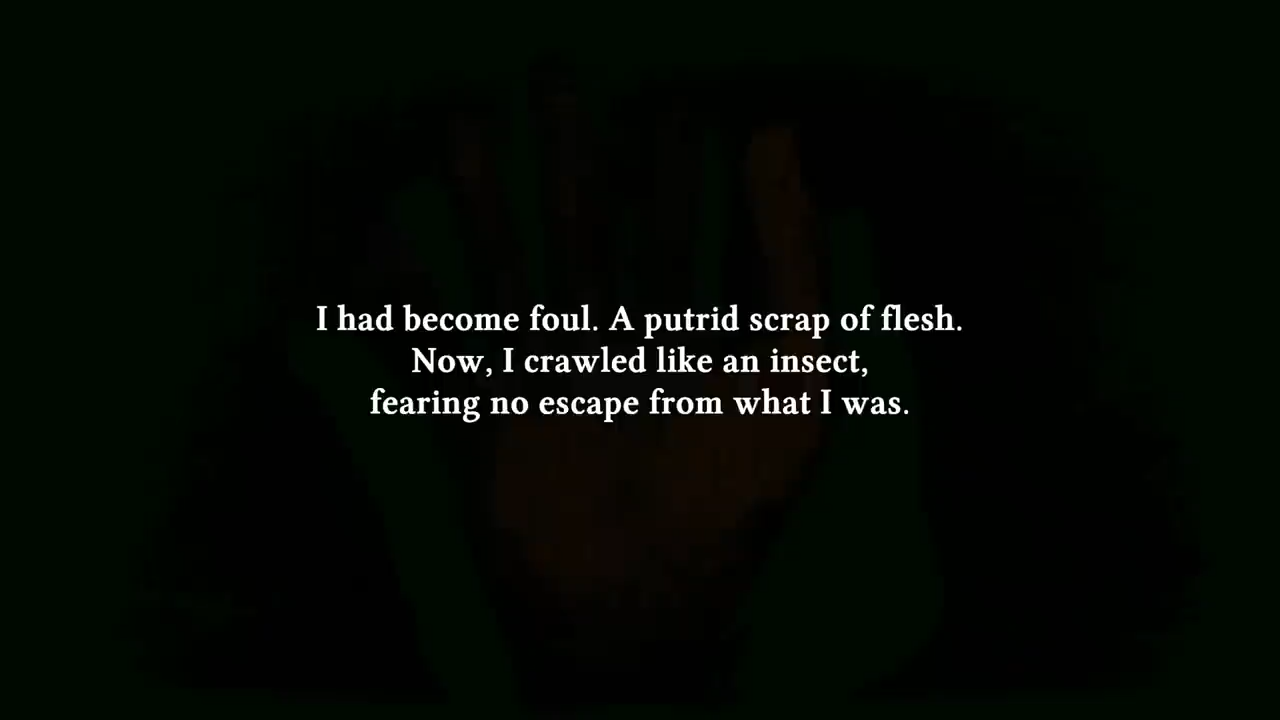 I had become foul. A putrid scrap of flesh.
Now, I crawled like an insect,
fearing no escape from what I was.